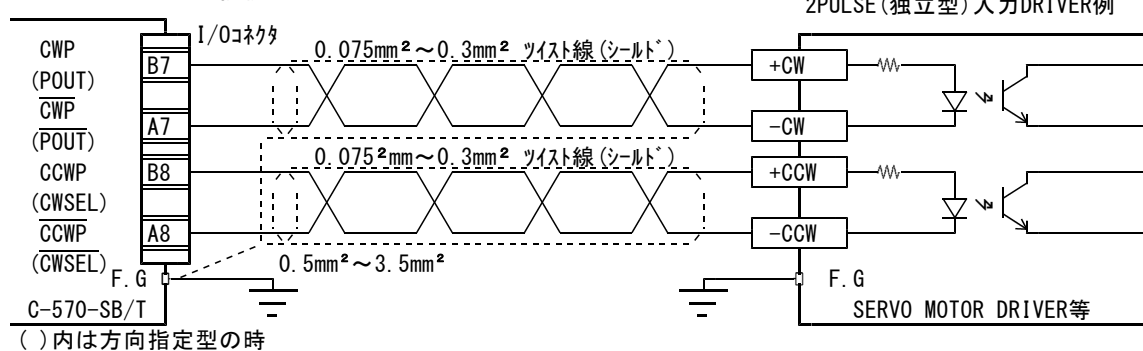 2PULSE(独立型)入力DRIVER例
I/Oコネクタ
CWP
(POUT)
CWP
(POUT)
CCWP
(CWSEL)
CCWP
(CWSEL)
B7
A7
B8
A8
0.075mm²～0.3mm² ツイスト線(シールド)
0.075²mm～0.3mm² ツイスト線(シールド)
0.5mm²～3.5mm²
+CW
-CW
+CCW
-CCW
F.G
F.G
C-570-SB/T
SERVO MOTOR DRIVER等
( )内は方向指定型の時